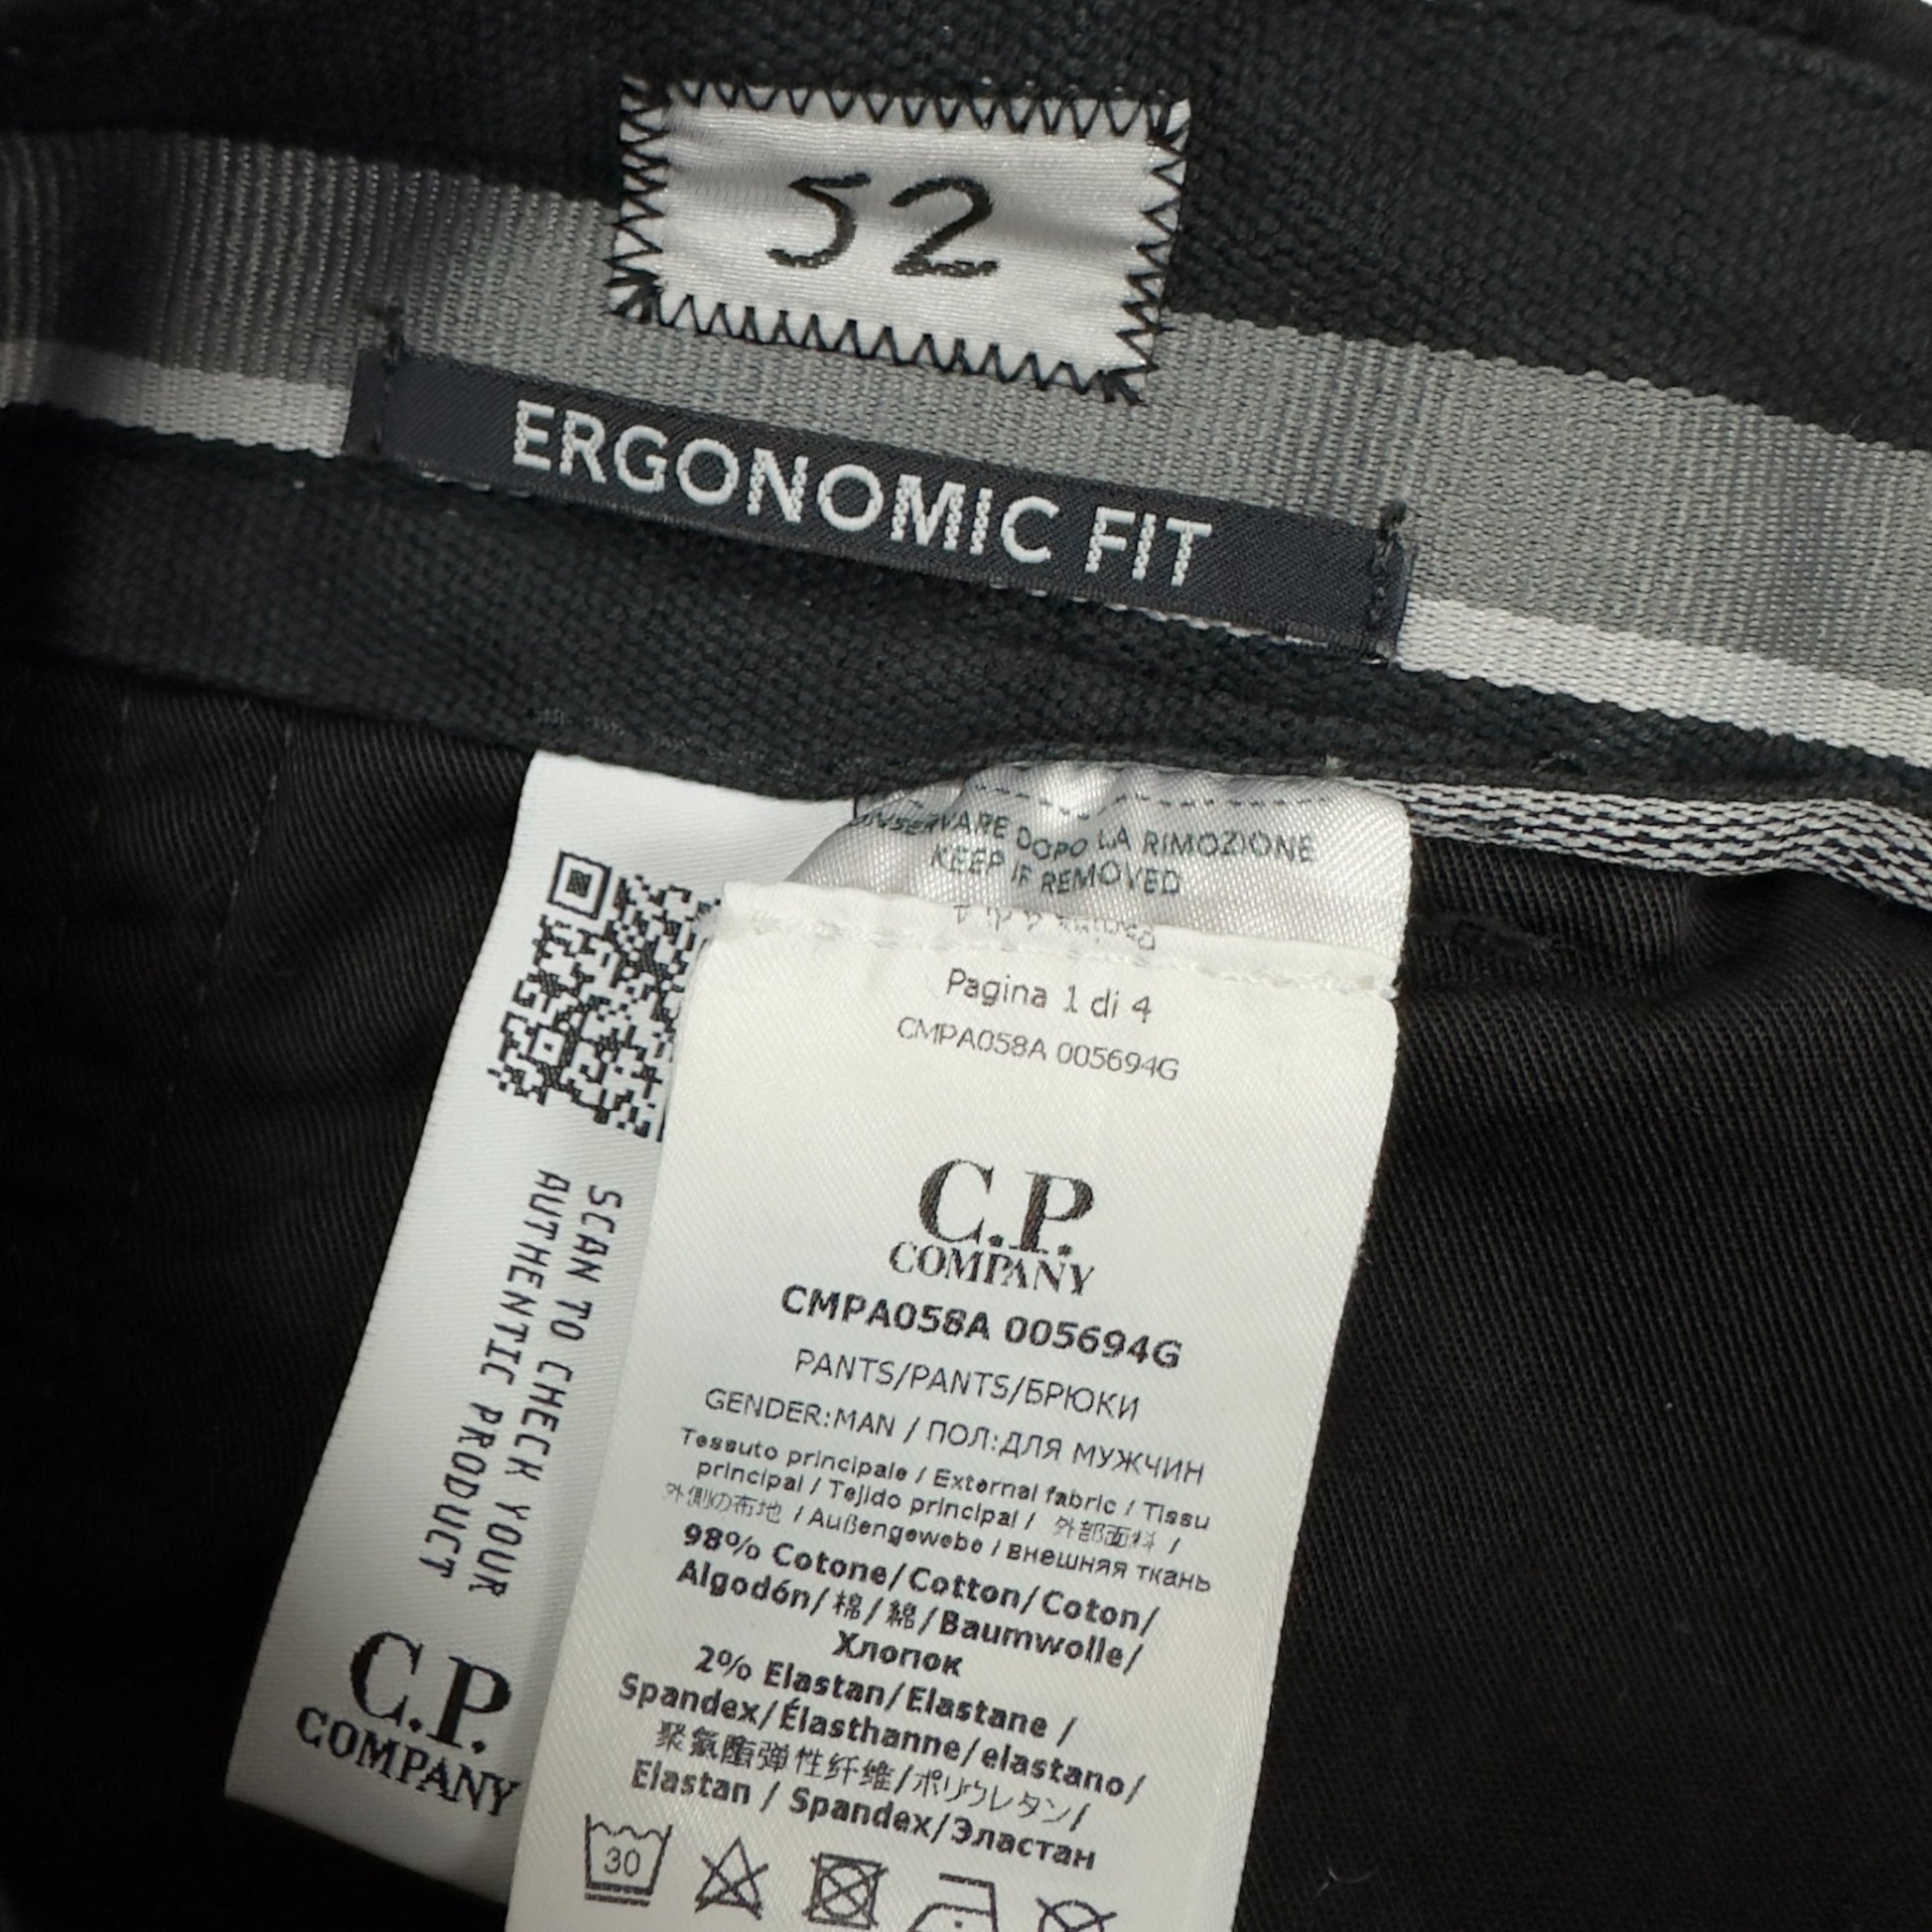 52
ERGONOMIC FIT
DOPO LA RIMOZIONE
KEEP IF REMOVED
Pagina 1 di 4
CMPA058A 005694G
C.P.
COMPANY
CMPA058A 005694G
PANTS/PANTS/БРЮКИ
GENDER:MAN / ПОЛ:ДЛЯ МУЖЧИН
Tessuto principale / External fabric / Tissu
principal / Tejido principal / 外部面料 /
外側の布地 / Außengewebe / внешняя ткань
98% Cotone/Cotton/Coton/
Algodón/棉/綿/Baumwolle/
Хлопок
2% Elastan/Elastane /
Spandex/Élasthanne/elastano/
聚氨酯弹性纤维/ポリウレタン/
Elastan / Spandex/Эластан
30
SCAN TO CHECK YOUR
AUTHENTIC PRODUCT
C.P.
COMPANY